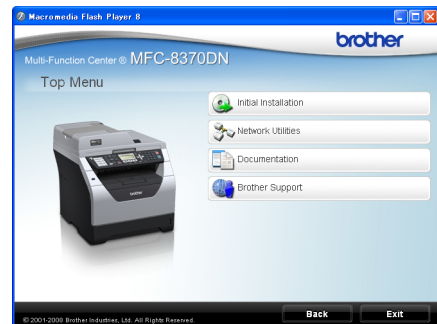 Macromedia Flash Player 8
brother
Multi-Function Center ® MFC-8370DN
Top Menu
Initial Installation
Network Utilities
Documentation
Brother Support
Back
Exit
© 2001-2008 Brother Industries, Ltd. All Rights Reserved.